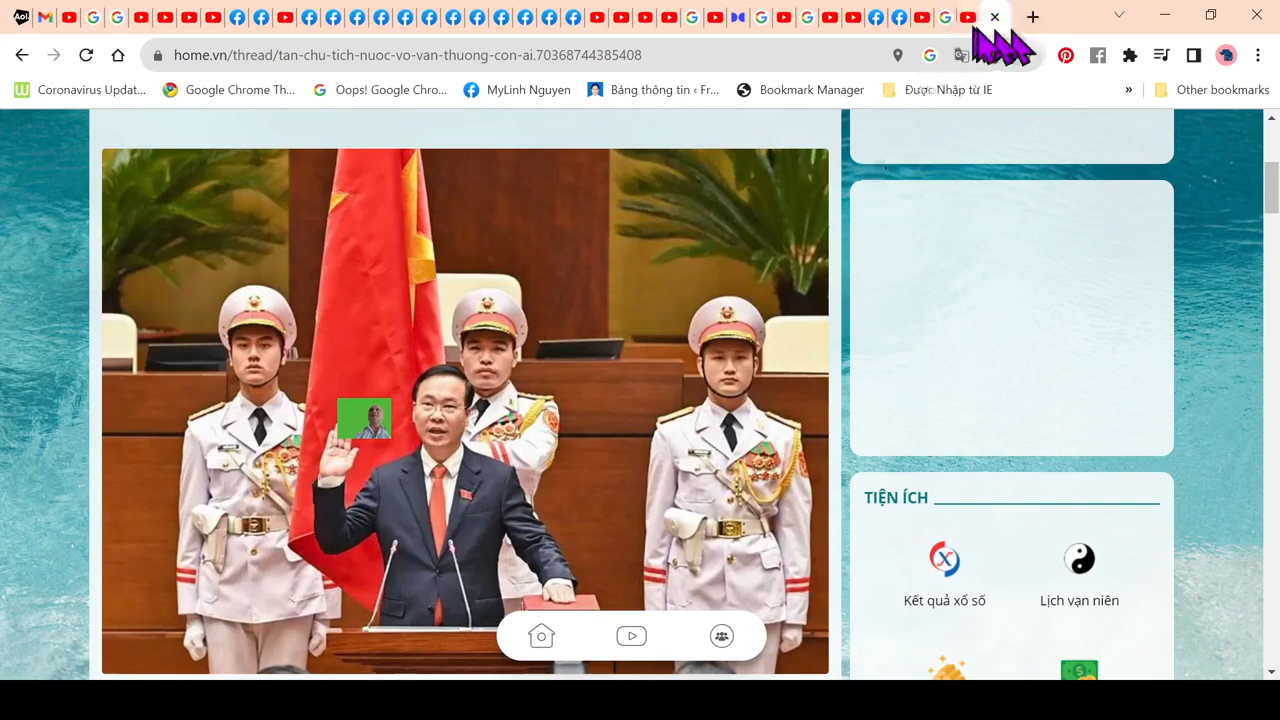 Aol
home.vn/thread/tan-chu-tich-nuoc-vo-van-thuong-con-ai.70368744385408
Coronavirus Updat...
Google Chrome Th...
Oops! Google Chro...
MyLinh Nguyen
Bảng thông tin ‹ Fr...
Bookmark Manager
Được Nhập từ IE
»
Other bookmarks
TIỆN ÍCH
Kết quả xổ số
Lịch vạn niên